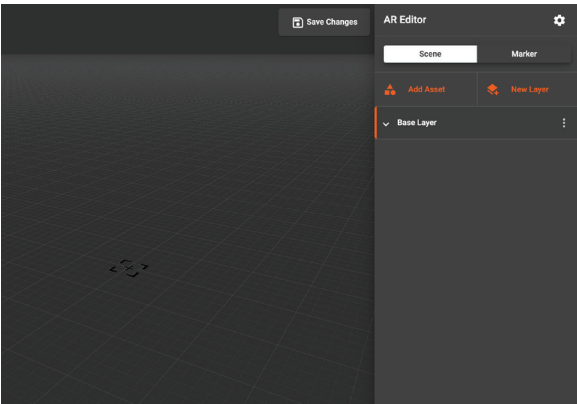 Save Changes
AR Editor
Scene
Marker
Add Asset
New Layer
Base Layer